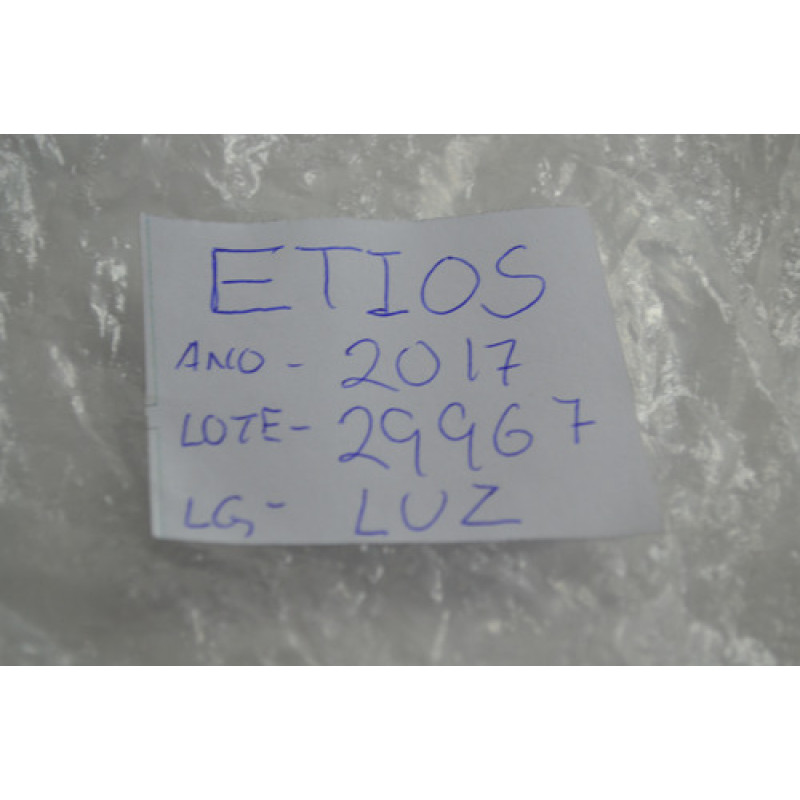 ETIOS
ANO - 2017
LOTE - 29967
LG - LUZ